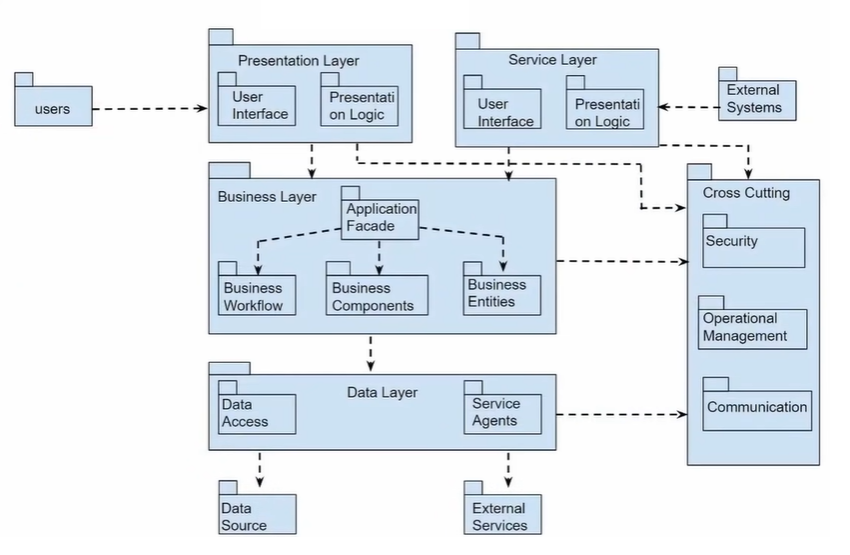 Presentation Layer
Service Layer
users
User
Interface
Presentati
on Logic
User
Interface
Presentati
on Logic
External
Systems
Business Layer
Application
Facade
Business
Workflow
Business
Components
Business
Entities
Cross Cutting
Security
Operational
Management
Communication
Data Layer
Data
Access
Service
Agents
Data
Source
External
Services